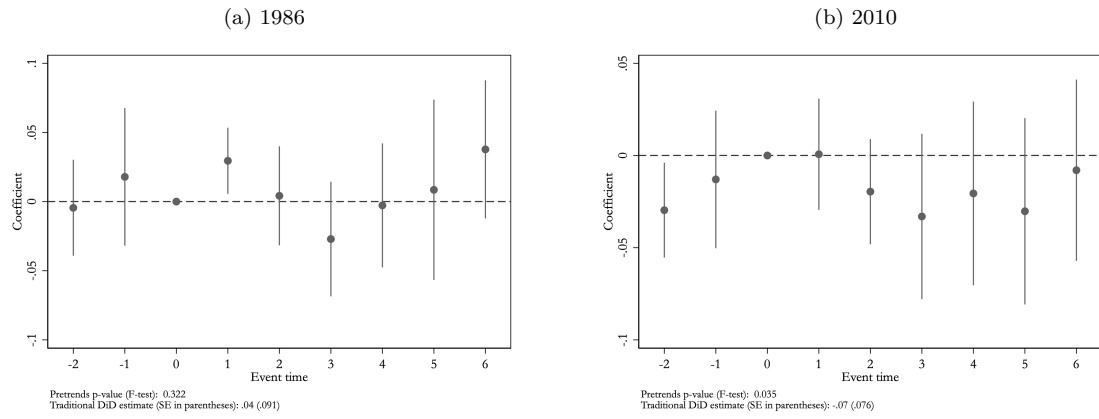 (a) 1986
.1
.05
0
-.05
-.1
Coefficient
-2 -1 0 1 2 3 4 5 6
Event time
Pretrends p-value (F-test): 0.322
Traditional DiD estimate (SE in parentheses): .04 (.091)
(b) 2010
.05
0
-.05
-.1
Coefficient
-2 -1 0 1 2 3 4 5 6
Event time
Pretrends p-value (F-test): 0.035
Traditional DiD estimate (SE in parentheses): -.07 (.076)